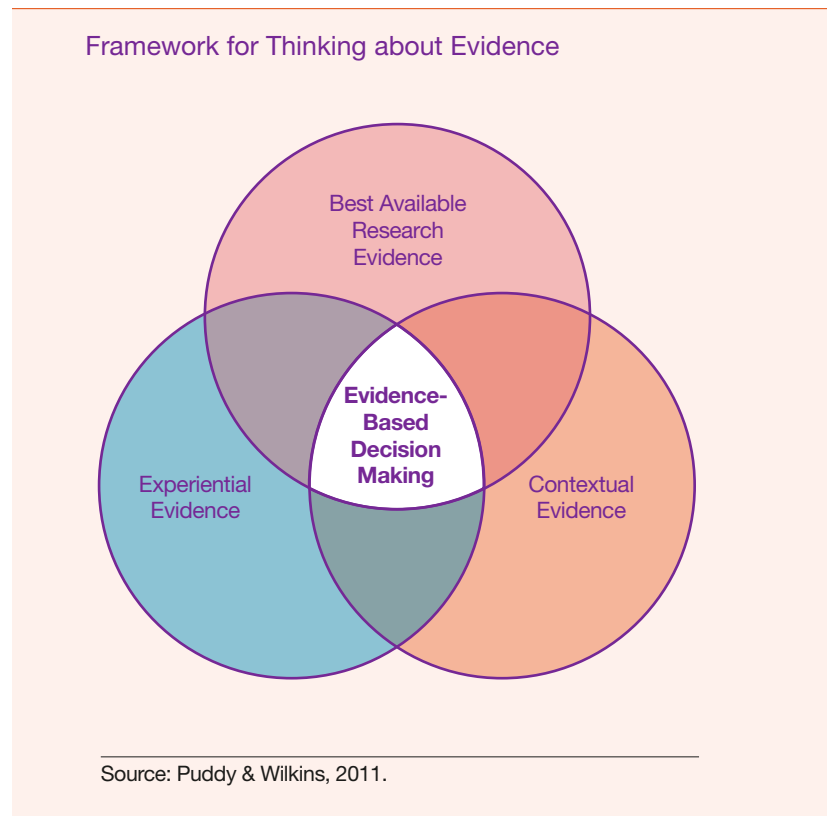 Framework for Thinking about Evidence
Best Available
Research
Evidence
Evidence-
Based
Decision
Making
Experiential
Evidence
Contextual
Evidence
Source: Puddy & Wilkins, 2011.